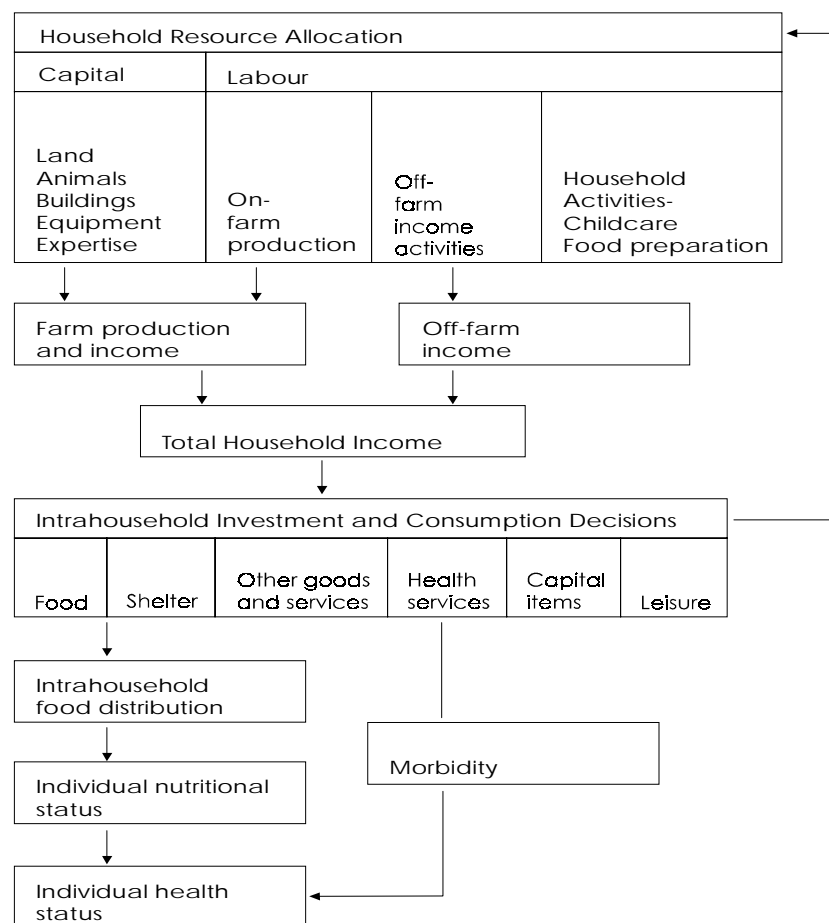 Household Resource Allocation
Capital
Labour
Land
Animals
Buildings
Equipment
Expertise
On-
farm
production
Off-
farm
income
activities
Household
Activities-
Childcare
Food preparation
Farm production
and income
Off-farm
income
Total Household Income
Intrahousehold Investment and Consumption Decisions
Food
Shelter
Other goods
and services
Health
services
Capital
items
Leisure
Intrahousehold
food distribution
Morbidity
Individual nutritional
status
Individual health
status